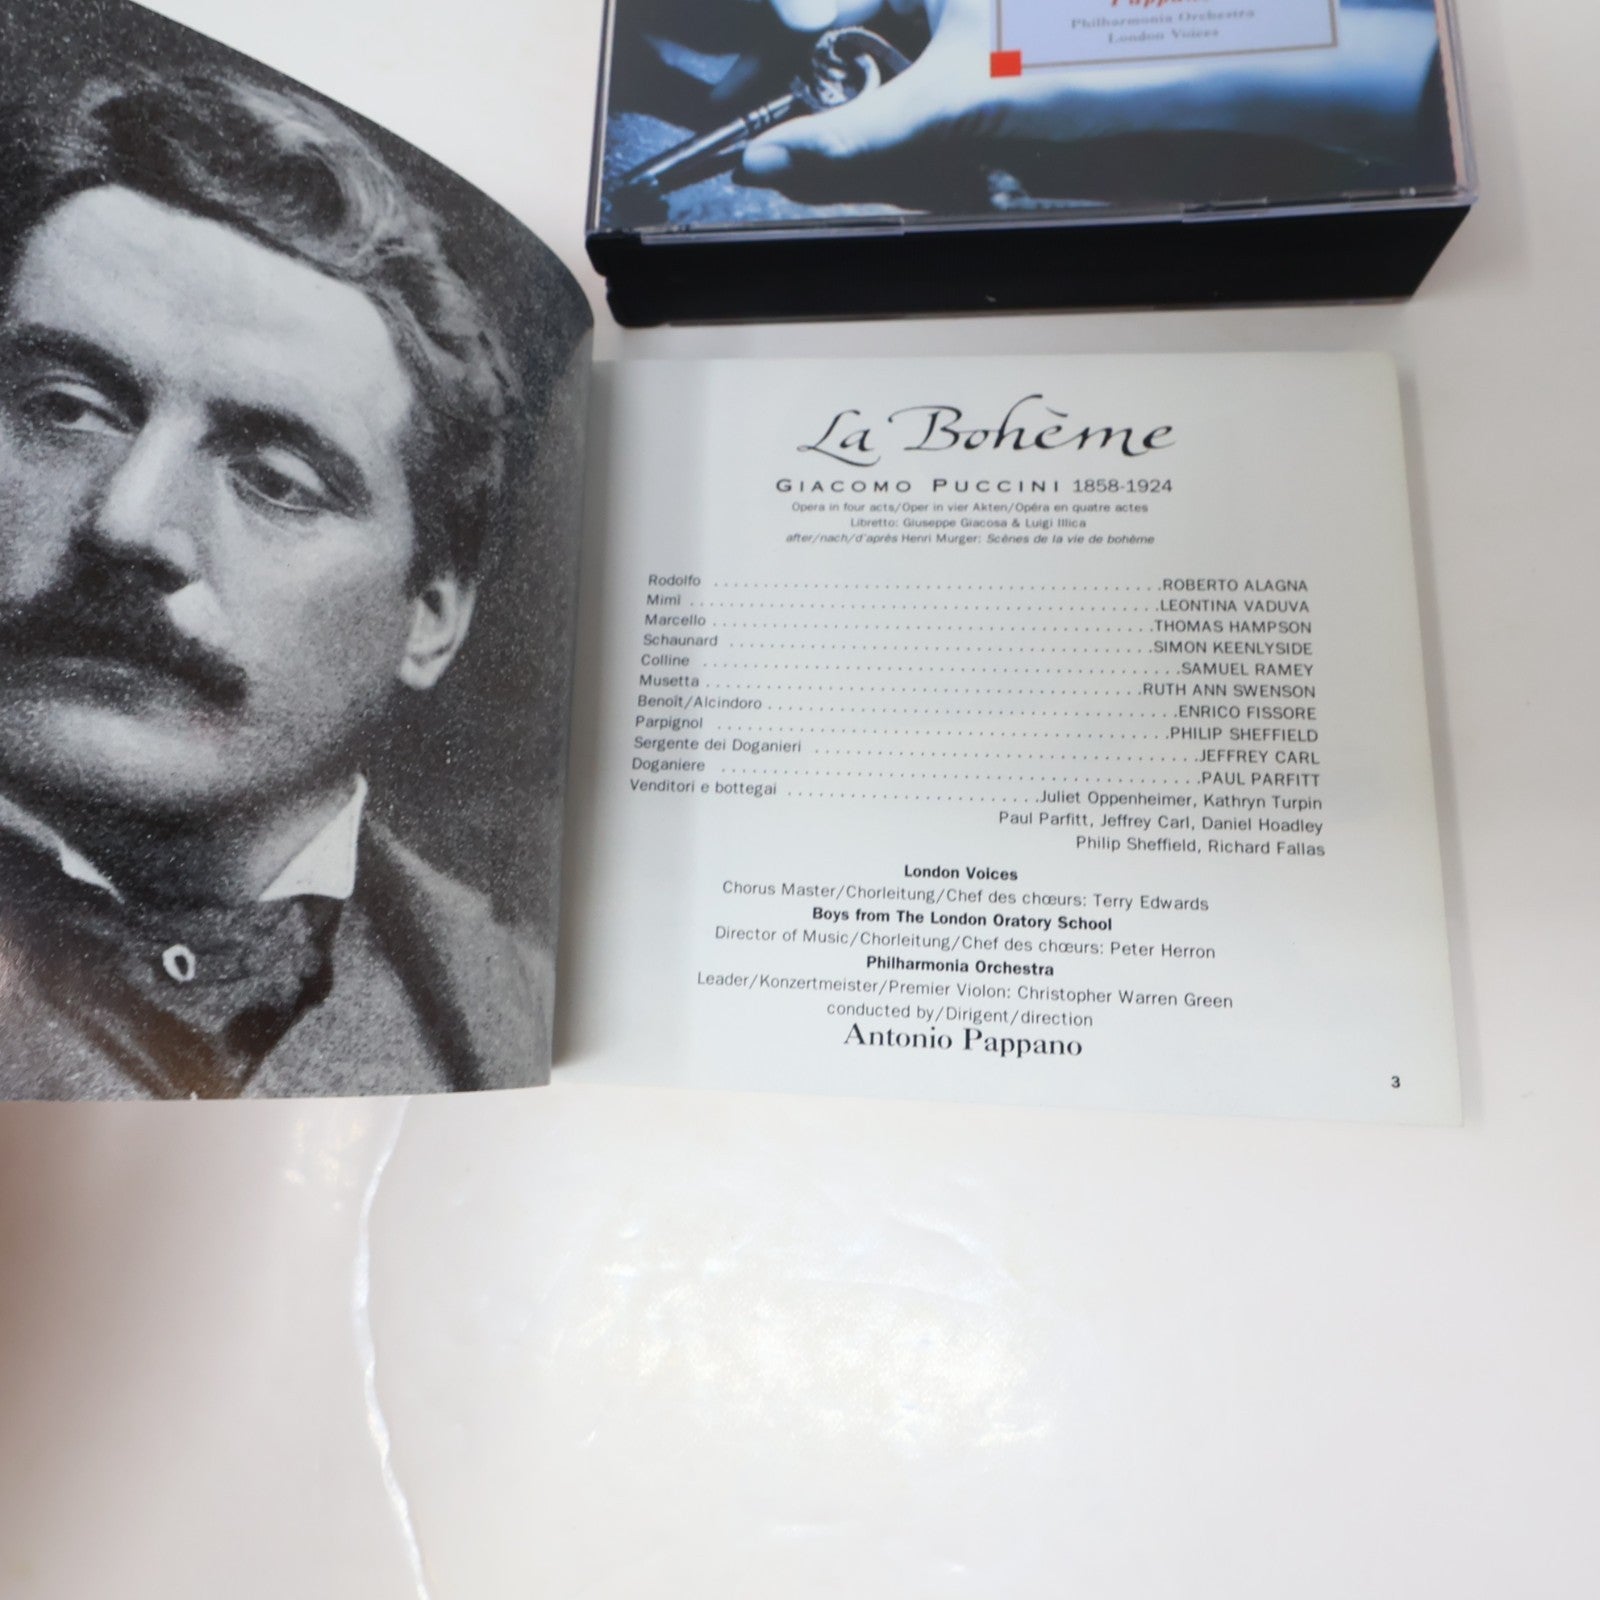 Philharmonia Orchestra
London Voices
La Bohème
GIACOMO PUCCINI 1858-1924
Opera in four acts/Oper in vier Akten/Opéra en quatre actes
Libretto: Giuseppe Giacosa & Luigi Illica
after/nach/d'après Henri Murger: Scènes de la vie de bohème
Rodolfo ........................................ROBERTO ALAGNA
Mimì ........................................LEONTINA VADUVA
Marcello ........................................THOMAS HAMPSON
Schaunard ........................................SIMON KEENLYSIDE
Colline ........................................SAMUEL RAMEY
Musetta ........................................RUTH ANN SWENSON
Benoît/Alcindoro ........................................ENRICO FISSORE
Parpignol ........................................PHILIP SHEFFIELD
Sergente dei Doganieri ........................................JEFFREY CARL
Doganiere ........................................PAUL PARFITT
Venditori e bottegai ........................Juliet Oppenheimer, Kathryn Turpin
Paul Parfitt, Jeffrey Carl, Daniel Hoadley
Philip Sheffield, Richard Fallas
London Voices
Chorus Master/Chorleitung/Chef des chœurs: Terry Edwards
Boys from The London Oratory School
Director of Music/Chorleitung/Chef des chœurs: Peter Herron
Philharmonia Orchestra
Leader/Konzertmeister/Premier Violon: Christopher Warren Green
conducted by/Dirigent/direction
Antonio Pappano
3